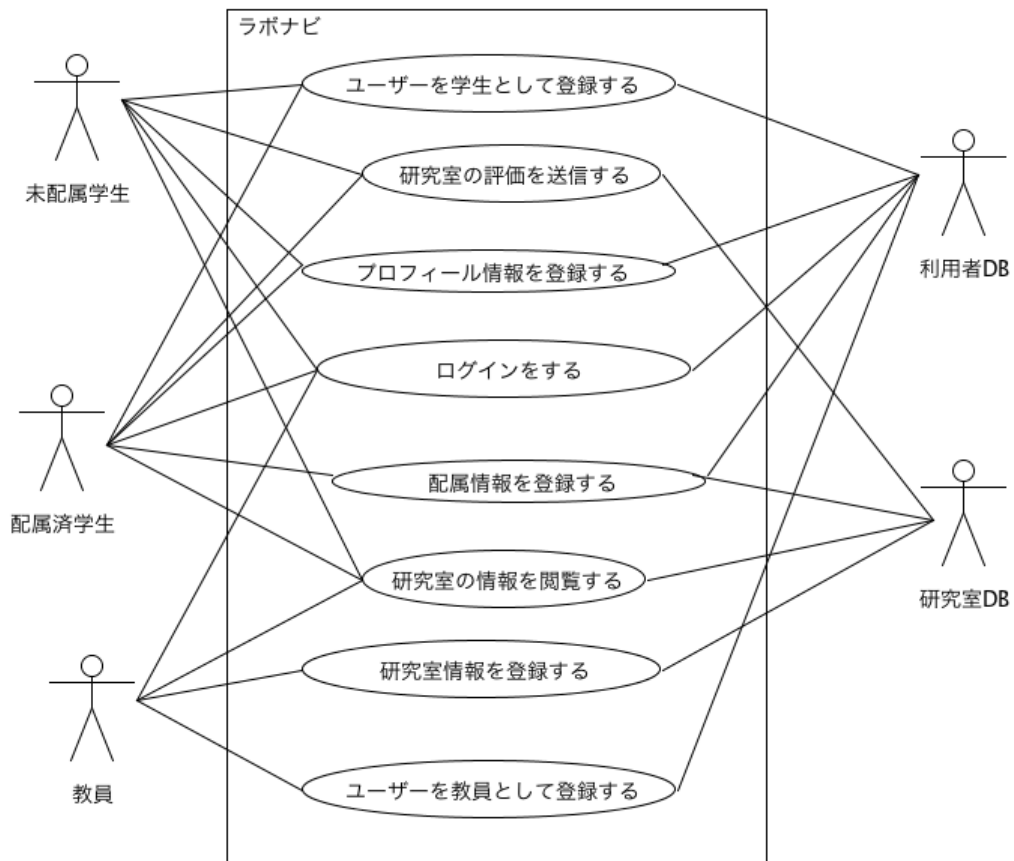 ラボナビ
ユーザーを学生として登録する
研究室の評価を送信する
未配属学生
プロフィール情報を登録する
利用者DB
ログインをする
配属情報を登録する
配属済学生
研究室の情報を閲覧する
研究室DB
研究室情報を登録する
教員
ユーザーを教員として登録する